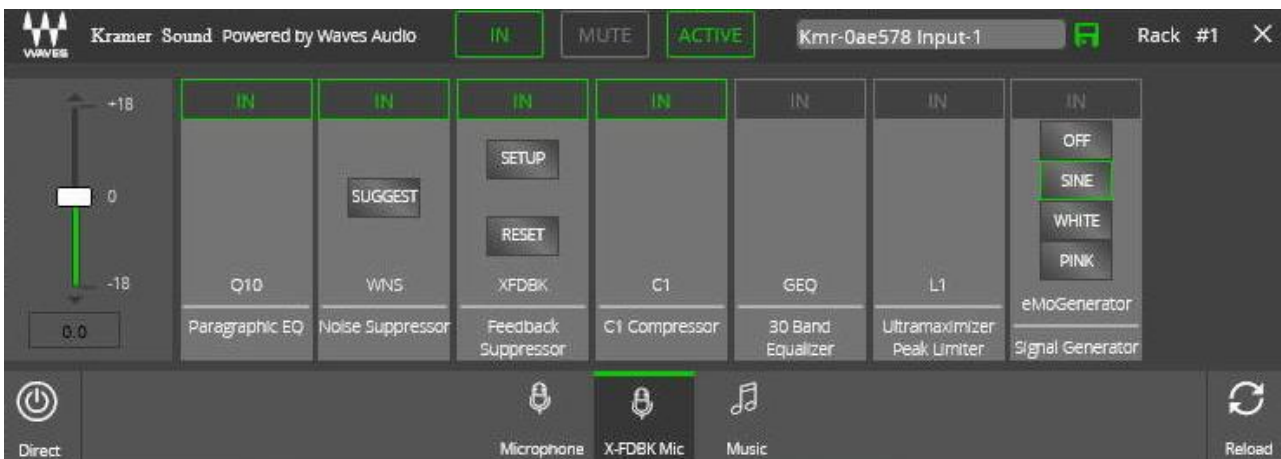 WAVES
Kramer Sound Powered by Waves Audio
IN
MUTE
ACTIVE
Kmr-0ae578 Input-1
Rack #1
+18
0
-18
0.0
IN
Q10
Paragraphic EQ
IN
SUGGEST
WNS
Noise Suppressor
IN
SETUP
RESET
XFDBK
Feedback
Suppressor
IN
C1
C1 Compressor
IN
GEQ
30 Band
Equalizer
IN
L1
Ultramaximizer
Peak Limiter
IN
OFF
SINE
WHITE
PINK
eMoGenerator
Signal Generator
Direct
Microphone
X-FDBK Mic
Music
Reload